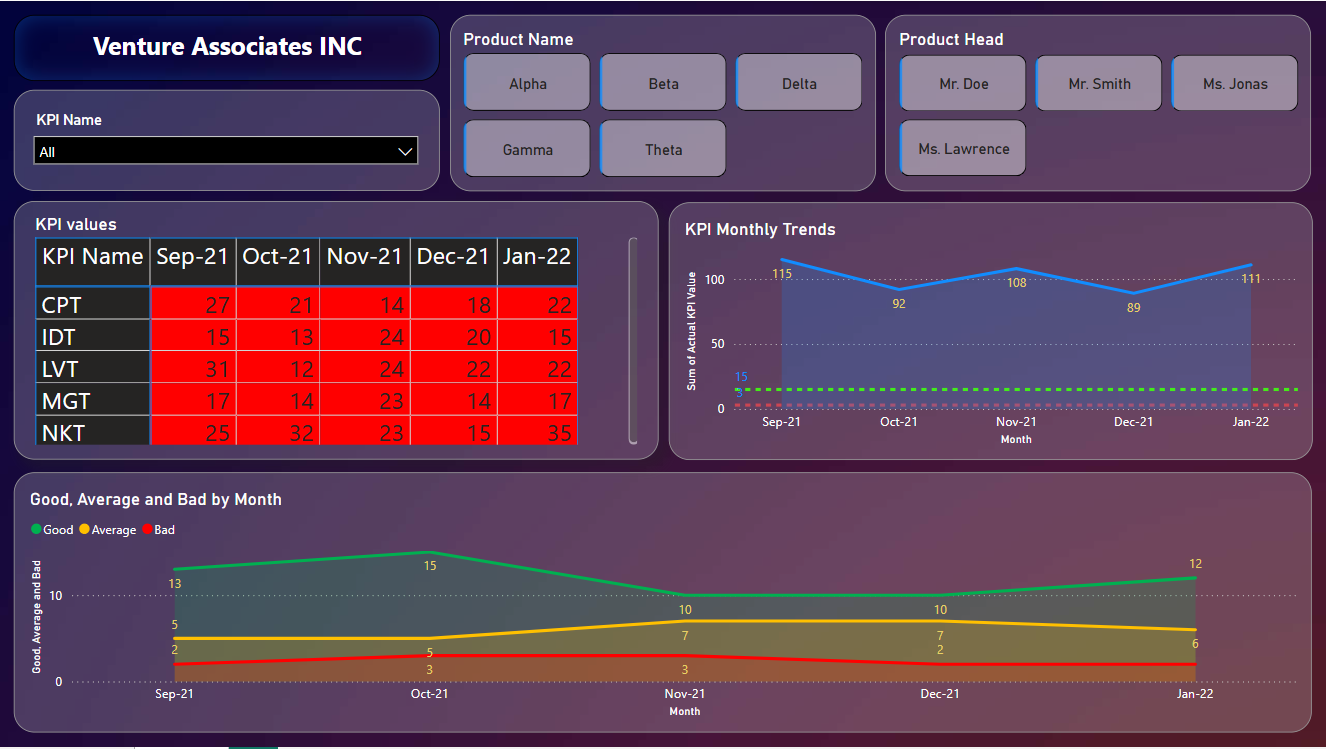 Venture Associates INC
KPI Name
All
Product Name
Alpha
Beta
Delta
Gamma
Theta
Product Head
Mr. Doe
Mr. Smith
Ms. Jonas
Ms. Lawrence
KPI values
KPI Name Sep-21 Oct-21 Nov-21 Dec-21 Jan-22
CPT 27 21 14 18 22
IDT 15 13 24 20 15
LVT 31 12 24 22 22
MGT 17 14 23 14 17
NKT 25 32 23 15 35
KPI Monthly Trends
Sum of Actual KPI Value
100
50
0
115 92 108 89 111
15
3
Sep-21 Oct-21 Nov-21 Dec-21 Jan-22
Month
Good, Average and Bad by Month
Good Average Bad
Good, Average and Bad
10
0
13 15 10 10 12
5 5 7 7 6
2 3 3 2
Sep-21 Oct-21 Nov-21 Dec-21 Jan-22
Month